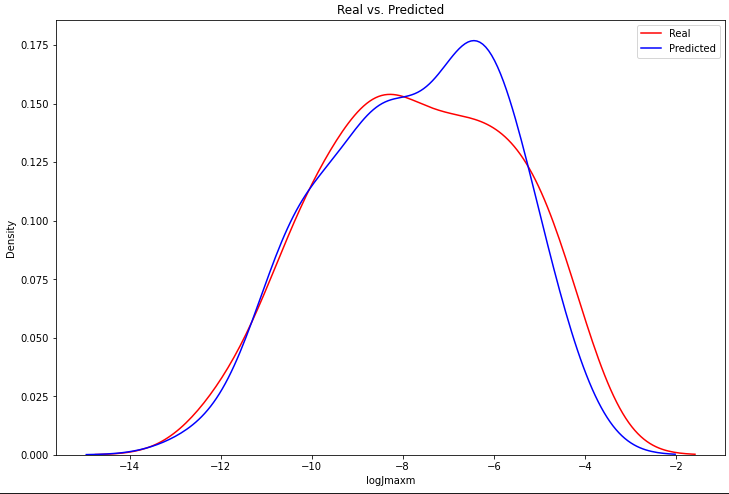 Real vs. Predicted
Real
Predicted
0.175
0.150
0.125
0.100
0.075
0.050
0.025
0.000
Density
−14 −12 −10 −8 −6 −4 −2
logJmaxm